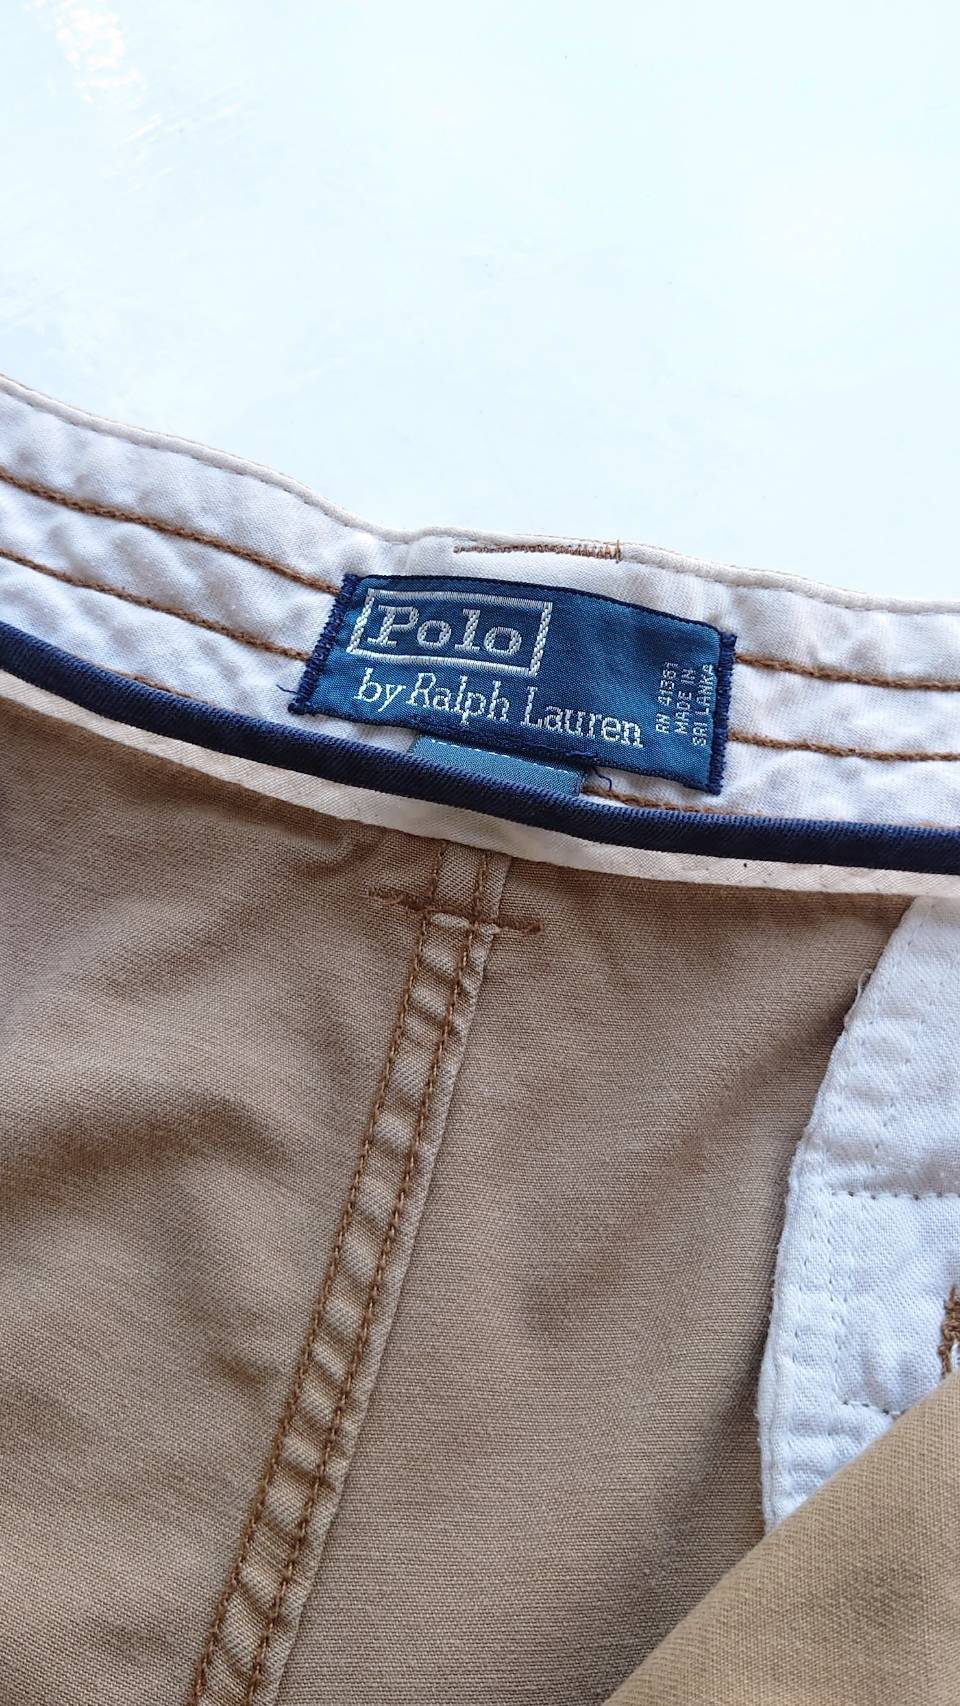 Polo
by Ralph Lauren
RN 41381
MADE IN
SRI LANKA